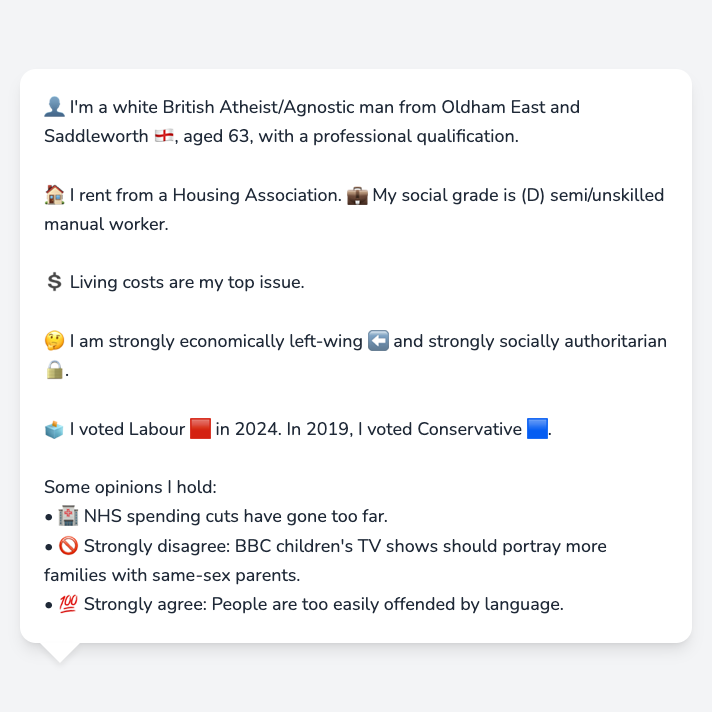 👤 I'm a white British Atheist/Agnostic man from Oldham East and
Saddleworth 🏴󠁧󠁢󠁥󠁮󠁧󠁿, aged 63, with a professional qualification.
🏠 I rent from a Housing Association. 💼 My social grade is (D) semi/unskilled
manual worker.
💲 Living costs are my top issue.
🤔 I am strongly economically left-wing ⬅️ and strongly socially authoritarian
🔒.
🗳️ I voted Labour 🟥 in 2024. In 2019, I voted Conservative 🟦.
Some opinions I hold:
• 🏥 NHS spending cuts have gone too far.
• 🚫 Strongly disagree: BBC children's TV shows should portray more
families with same-sex parents.
• 💯 Strongly agree: People are too easily offended by language.